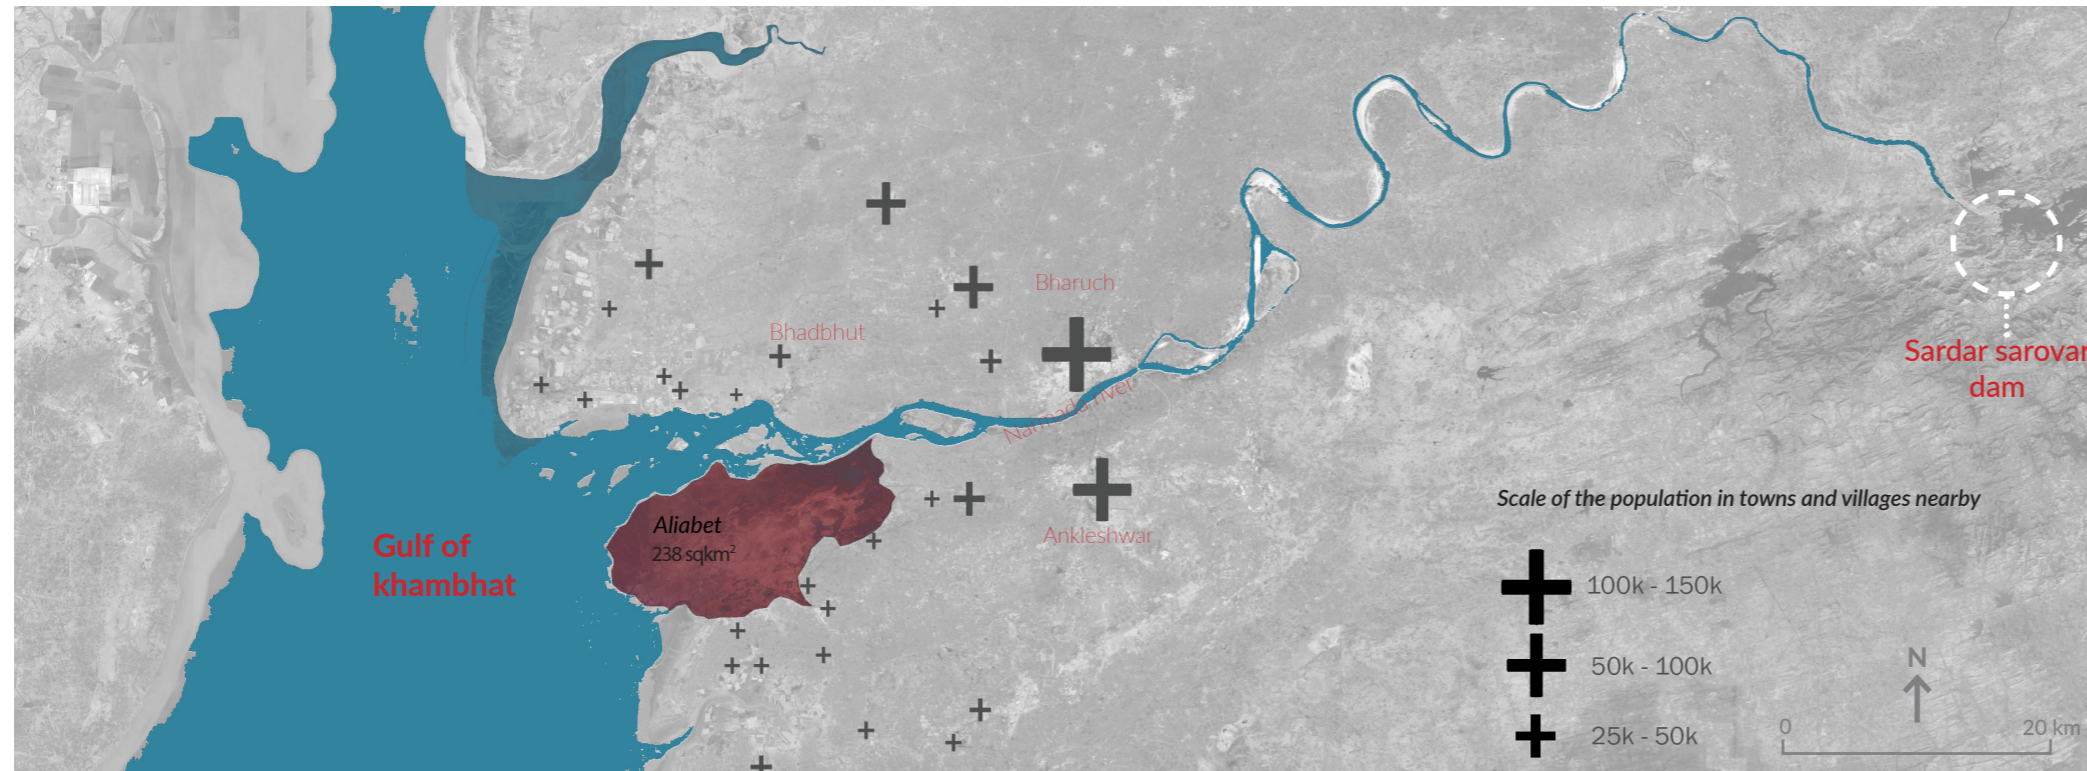 Bharuch
Bhadbhut
Sardar sarovar
dam
Narmada river
Scale of the population in towns and villages nearby
Aliabet
238 sqkm²
Ankleshwar
Gulf of
khambhat
100k - 150k
50k - 100k
25k - 50k
N
0
20 km